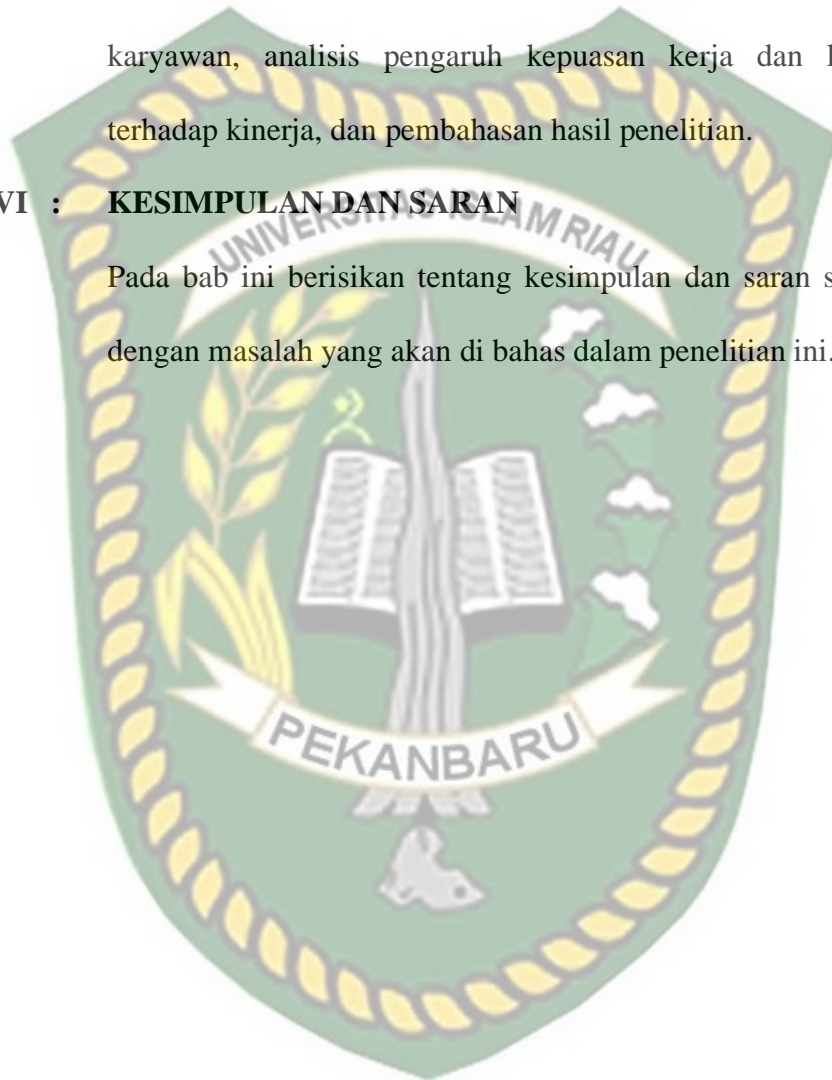 karyawan, analisis pengaruh kepuasan kerja dan
terhadap kinerja, dan pembahasan hasil penelitian.
VI : KESIMPULAN DAN SARAN
UNIVERSITAS ISLAM RIAU
Pada bab ini berisikan tentang kesimpulan dan saran
dengan masalah yang akan di bahas dalam penelitian ini.
PEKANBARU